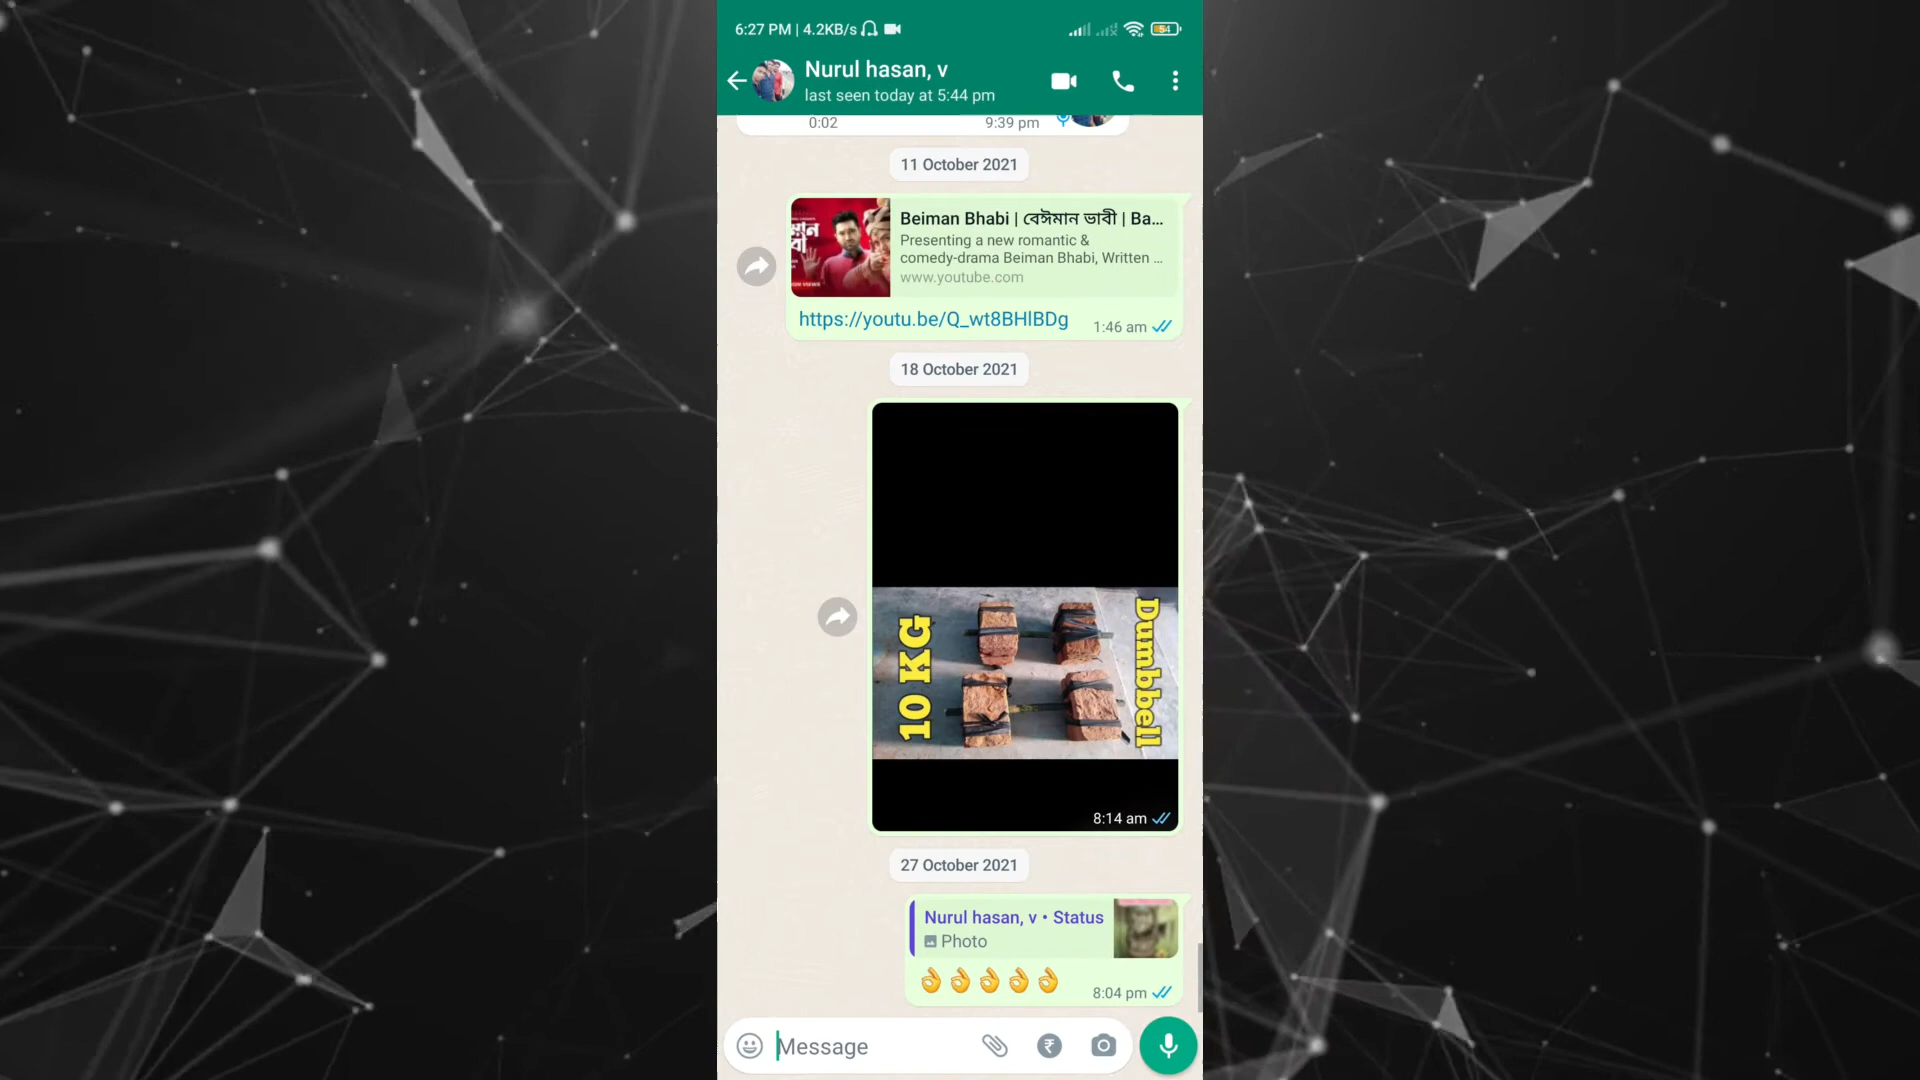 6:27 PM | 4.2KB/s
54
Nurul hasan, v
last seen today at 5:44 pm
0:02
9:39 pm
11 October 2021
Beiman Bhabi | বেঈমান ভাবী | Ba...
Presenting a new romantic &
comedy-drama Beiman Bhabi, Written ...
www.youtube.com
https://youtu.be/Q_wt8BHlBDg
1:46 am
18 October 2021
10 KG
Dumbbell
8:14 am
27 October 2021
Nurul hasan, v • Status
Photo
👌👌👌👌👌
8:04 pm
Message